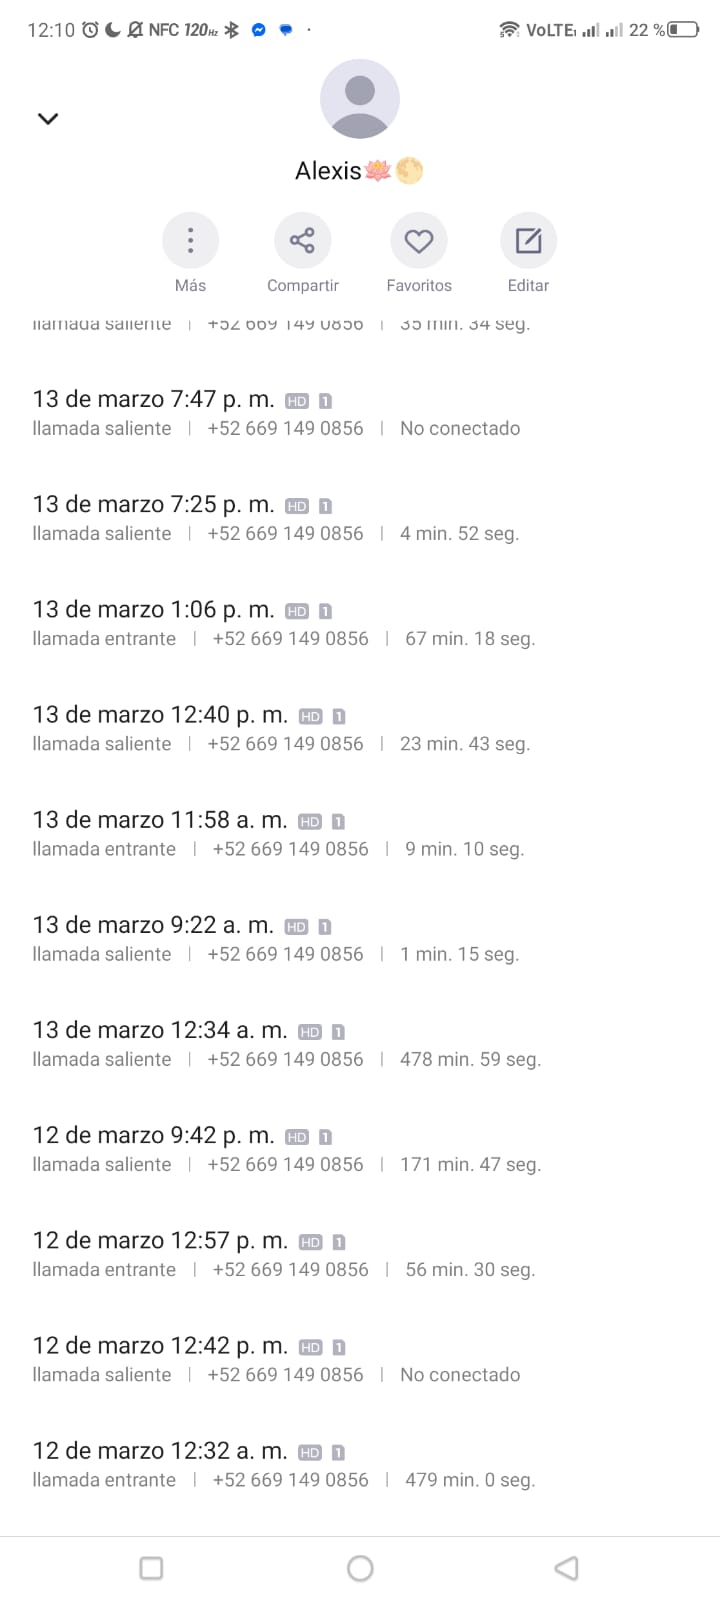 12:10 NFC 120Hz VoLTE 22 %
Alexis🪷🌕
Más Compartir Favoritos Editar
llamada saliente | +52 669 149 0856 | 35 min. 34 seg.
13 de marzo 7:47 p. m. HD 1
llamada saliente | +52 669 149 0856 | No conectado
13 de marzo 7:25 p. m. HD 1
llamada saliente | +52 669 149 0856 | 4 min. 52 seg.
13 de marzo 1:06 p. m. HD 1
llamada entrante | +52 669 149 0856 | 67 min. 18 seg.
13 de marzo 12:40 p. m. HD 1
llamada saliente | +52 669 149 0856 | 23 min. 43 seg.
13 de marzo 11:58 a. m. HD 1
llamada entrante | +52 669 149 0856 | 9 min. 10 seg.
13 de marzo 9:22 a. m. HD 1
llamada saliente | +52 669 149 0856 | 1 min. 15 seg.
13 de marzo 12:34 a. m. HD 1
llamada saliente | +52 669 149 0856 | 478 min. 59 seg.
12 de marzo 9:42 p. m. HD 1
llamada saliente | +52 669 149 0856 | 171 min. 47 seg.
12 de marzo 12:57 p. m. HD 1
llamada entrante | +52 669 149 0856 | 56 min. 30 seg.
12 de marzo 12:42 p. m. HD 1
llamada saliente | +52 669 149 0856 | No conectado
12 de marzo 12:32 a. m. HD 1
llamada entrante | +52 669 149 0856 | 479 min. 0 seg.